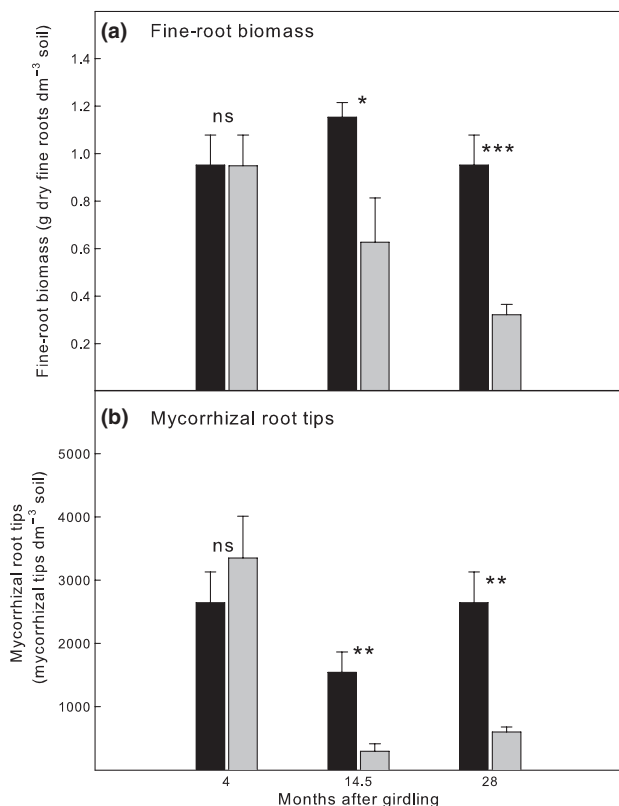 (a) Fine-root biomass
Fine-root biomass (g dry fine roots dm⁻³ soil)
1.4
1.2
1.0
0.8
0.6
0.4
0.2
ns
*
***
(b) Mycorrhizal root tips
Mycorrhizal root tips
(mycorrhizal tips dm⁻³ soil)
5000
4000
3000
2000
1000
ns
**
**
4 14.5 28
Months after girdling